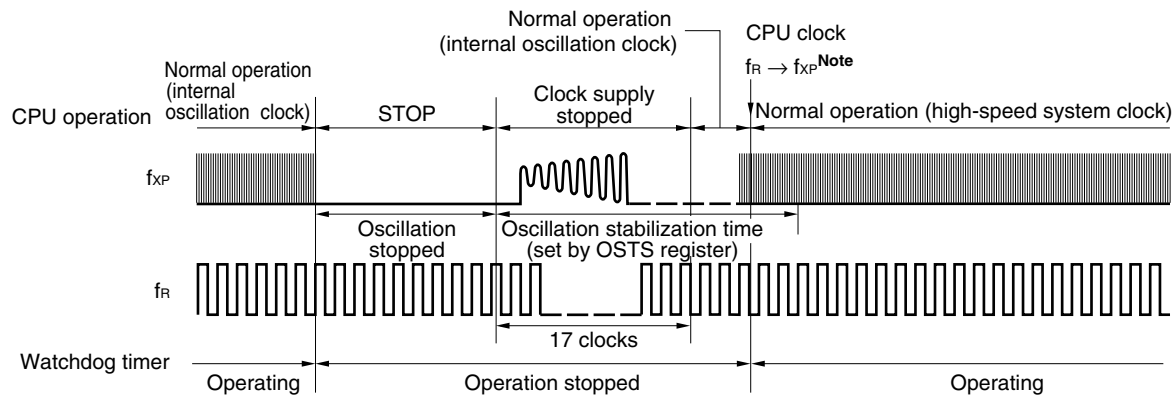 Normal operation
(internal oscillation clock)
CPU clock
fR → fXPNote
Normal operation
(internal
oscillation clock)
Clock supply
stopped
CPU operation
STOP
Normal operation (high-speed system clock)
fXP
Oscillation
stopped
Oscillation stabilization time
(set by OSTS register)
fR
17 clocks
Watchdog timer
Operating
Operation stopped
Operating